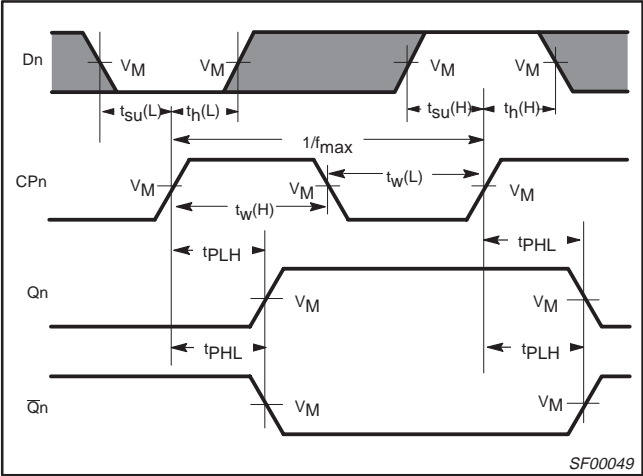 Dn
VM VM VM VM
tsu(L) th(L) tsu(H) th(H)
1/fmax
CPn
VM VM tw(L) VM
tw(H)
tPLH tPHL
Qn
VM VM
tPHL tPLH
Q̅n
VM VM
SF00049